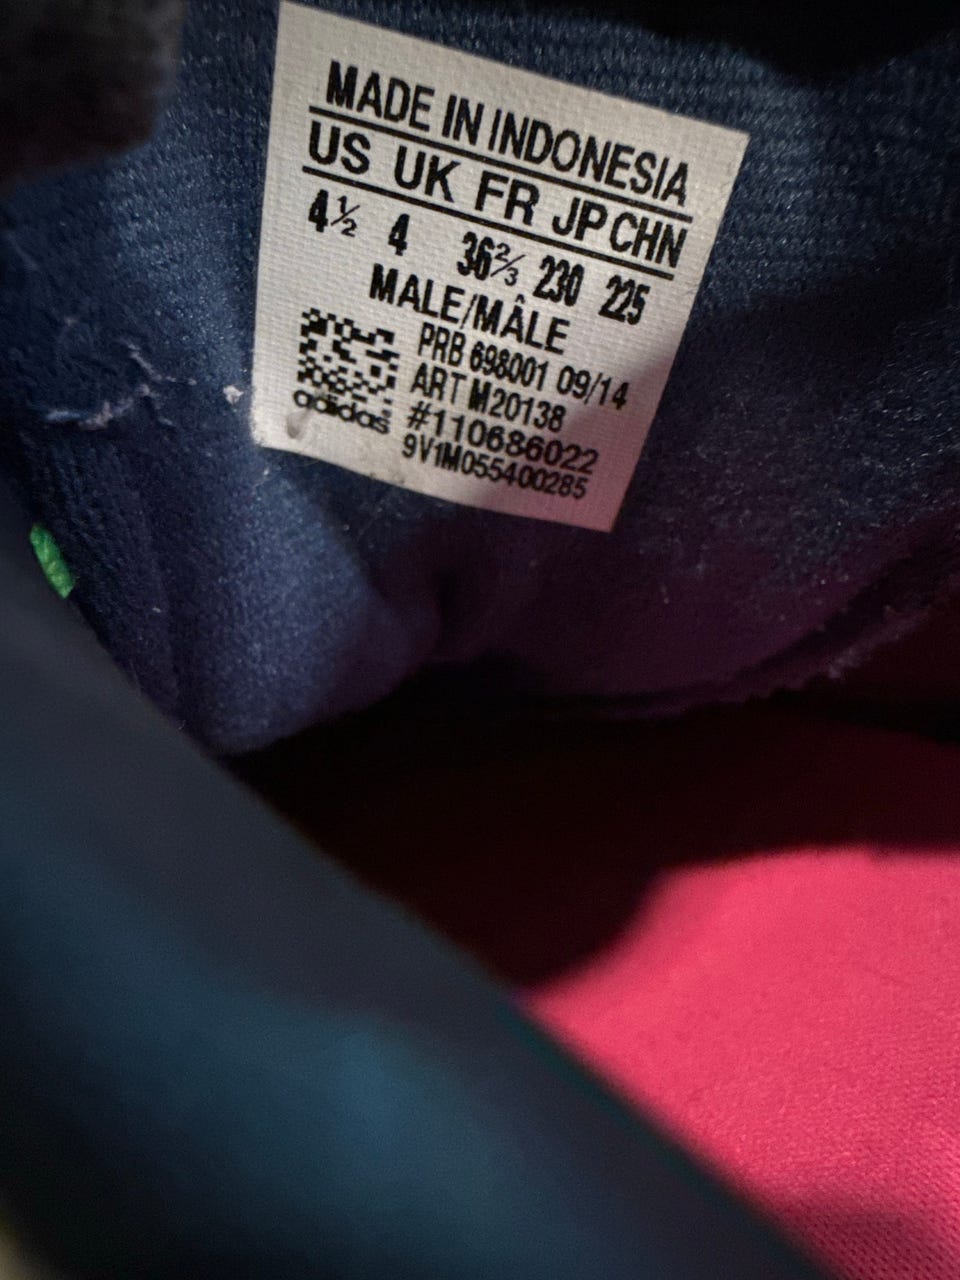 MADE IN INDONESIA
US UK FR JP CHN
4½ 4 36⅔ 230 225
MALE/MÂLE
PRB 698001 09/14
ART M20138
#110686022
9V1M055400285
adidas